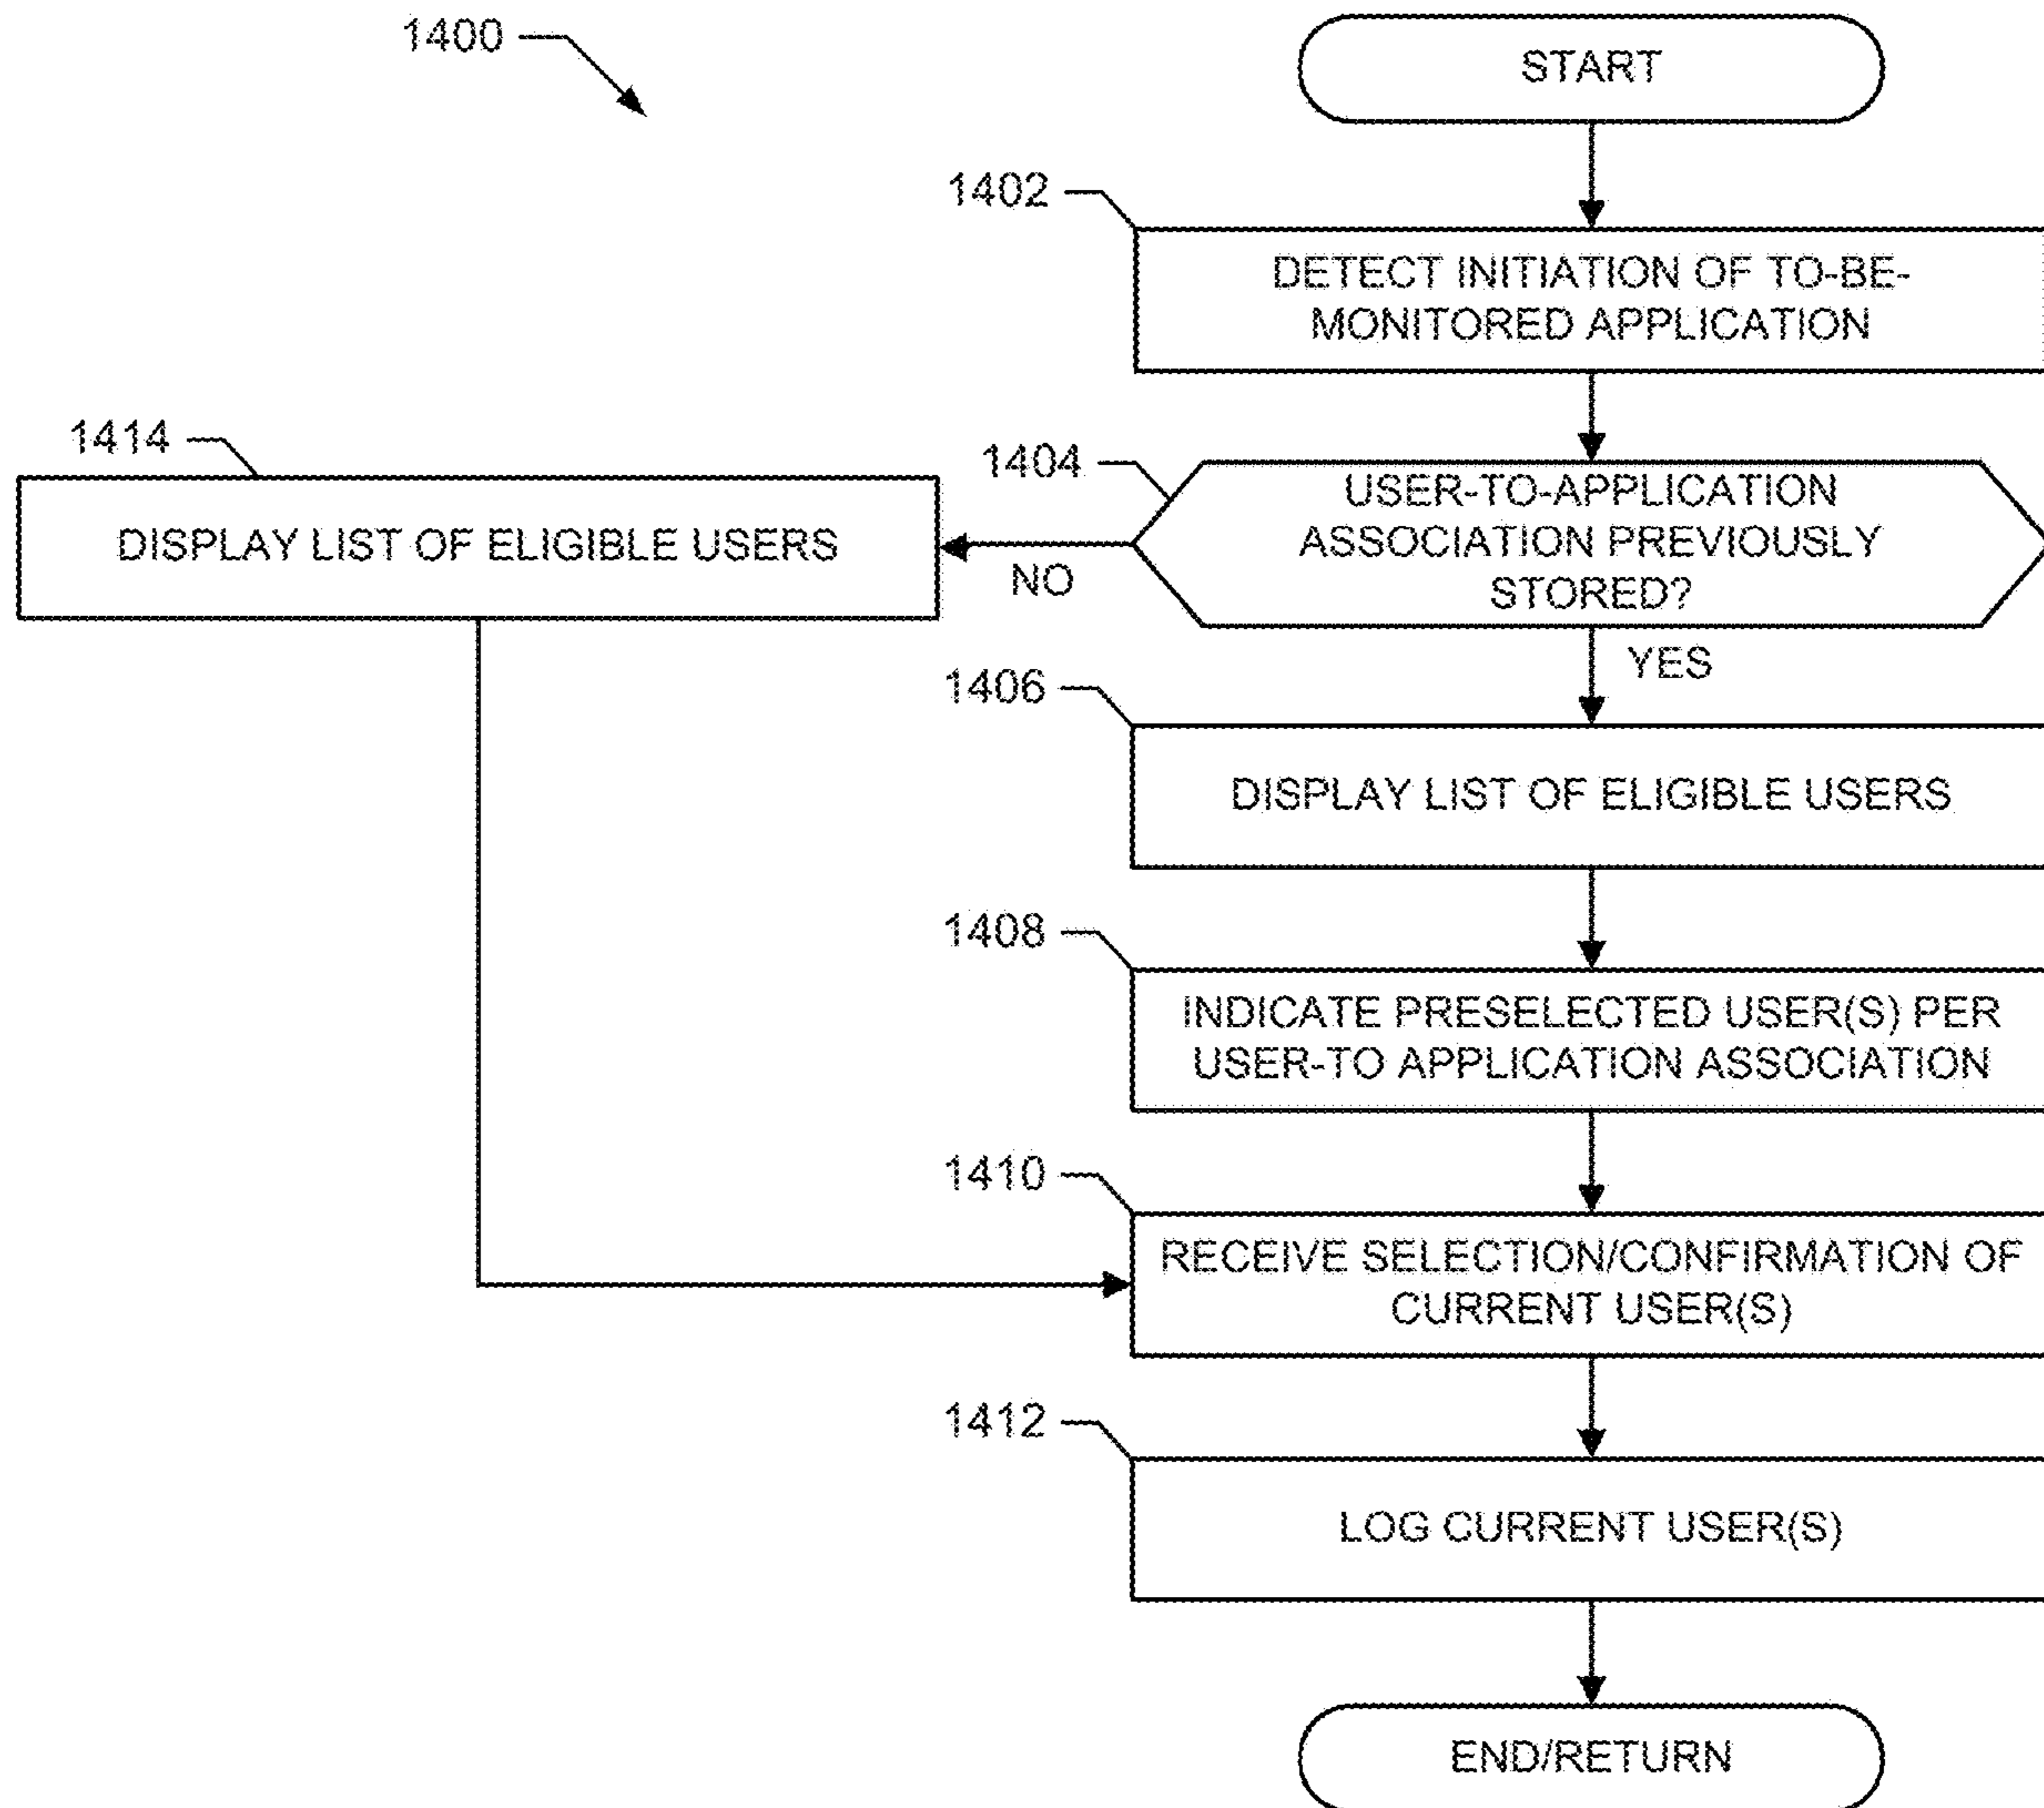 1400
START
1402
DETECT INITIATION OF TO-BE-
MONITORED APPLICATION
1414
1404
DISPLAY LIST OF ELIGIBLE USERS
NO
USER-TO-APPLICATION
ASSOCIATION PREVIOUSLY
STORED?
YES
1406
DISPLAY LIST OF ELIGIBLE USERS
1408
INDICATE PRESELECTED USER(S) PER
USER-TO APPLICATION ASSOCIATION
1410
RECEIVE SELECTION/CONFIRMATION OF
CURRENT USER(S)
1412
LOG CURRENT USER(S)
END/RETURN